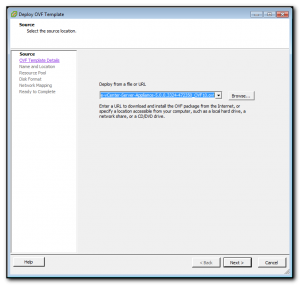 Deploy OVF Template
Source
Select the source location.
Source
OVF Template Details
Name and Location
Resource Pool
Disk Format
Network Mapping
Ready to Complete
Deploy from a file or URL
Browse...
Enter a URL to download and install the OVF package from the Internet, or
specify a location accessible from your computer, such as a local hard drive, a
network share, or a CD/DVD drive.
Help
< Back
Next >
Cancel